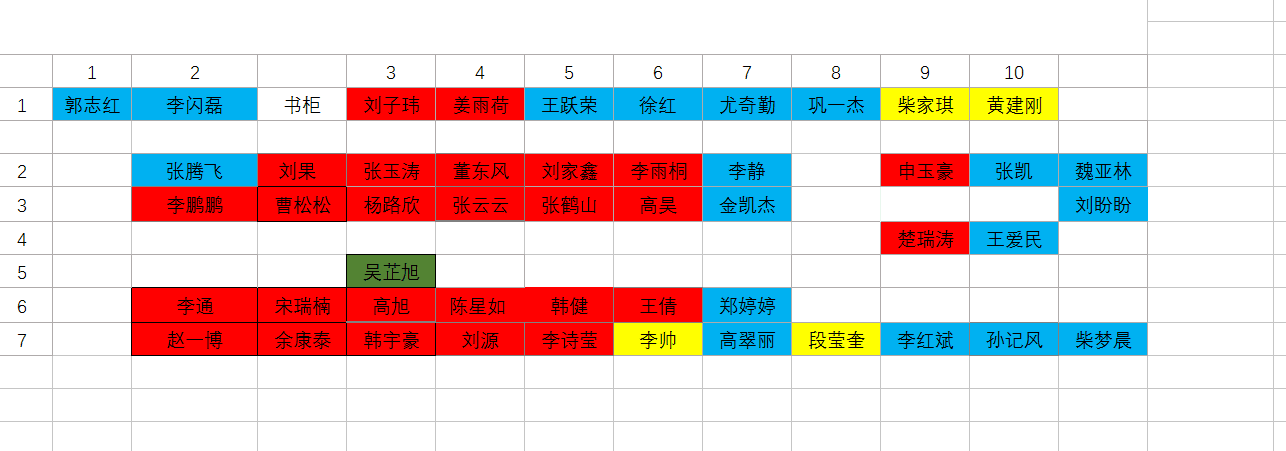 1 2 3 4 5 6 7 8 9 10
1 郭志红 李闪磊 书柜 刘子玮 姜雨荷 王跃荣 徐红 尤奇勤 巩一杰 柴家琪 黄建刚
2 张腾飞 刘果 张玉涛 董东风 刘家鑫 李雨桐 李静 申玉豪 张凯 魏亚林
3 李鹏鹏 曹松松 杨路欣 张云云 张鹤山 高昊 金凯杰 刘盼盼
4 楚瑞涛 王爱民
5 吴芷旭
6 李通 宋瑞楠 高旭 陈星如 韩健 王倩 郑婷婷
7 赵一博 余康泰 韩宇豪 刘源 李诗莹 李帅 高翠丽 段莹奎 李红斌 孙记风 柴梦晨